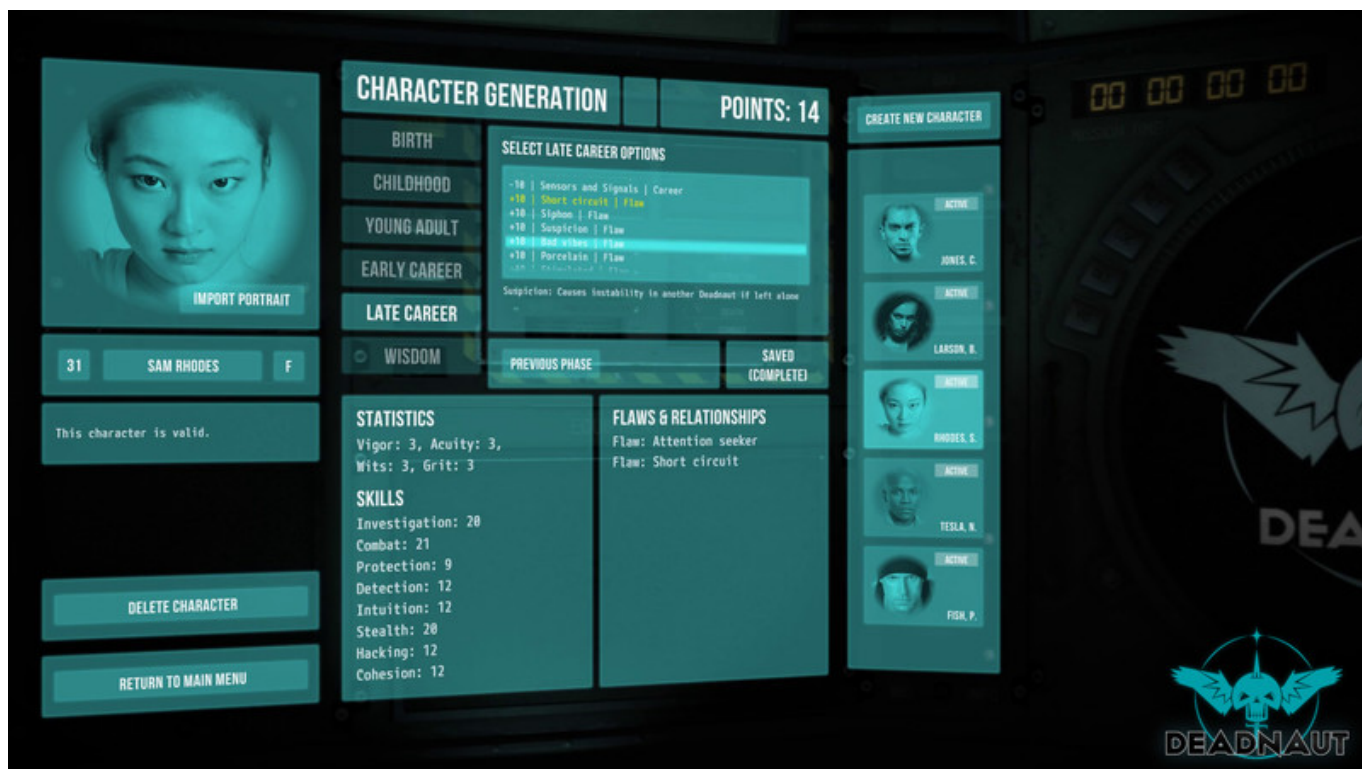 CHARACTER GENERATION
POINTS: 14
CREATE NEW CHARACTER
00 00 00 00
BIRTH
CHILDHOOD
YOUNG ADULT
EARLY CAREER
LATE CAREER
WISDOM
SELECT LATE CAREER OPTIONS
-10 | Sensors and Signals | Career
+10 | Short circuit | Flaw
+10 | Siphon | Flaw
+10 | Suspicion | Flaw
+10 | Bad vibes | Flaw
+10 | Porcelain | Flaw
Suspicion: Causes instability in another Deadnaut if left alone
PREVIOUS PHASE
SAVED
(COMPLETE)
IMPORT PORTRAIT
31
SAM RHODES
F
This character is valid.
DELETE CHARACTER
RETURN TO MAIN MENU
STATISTICS
Vigor: 3, Acuity: 3,
Wits: 3, Grit: 3
SKILLS
Investigation: 20
Combat: 21
Protection: 9
Detection: 12
Intuition: 12
Stealth: 20
Hacking: 12
Cohesion: 12
FLAWS & RELATIONSHIPS
Flaw: Attention seeker
Flaw: Short circuit
ACTIVE
JONES, C.
ACTIVE
LARSON, B.
ACTIVE
RHODES, S.
ACTIVE
TESLA, N.
ACTIVE
FISH, P.
DEA
DEADNAUT